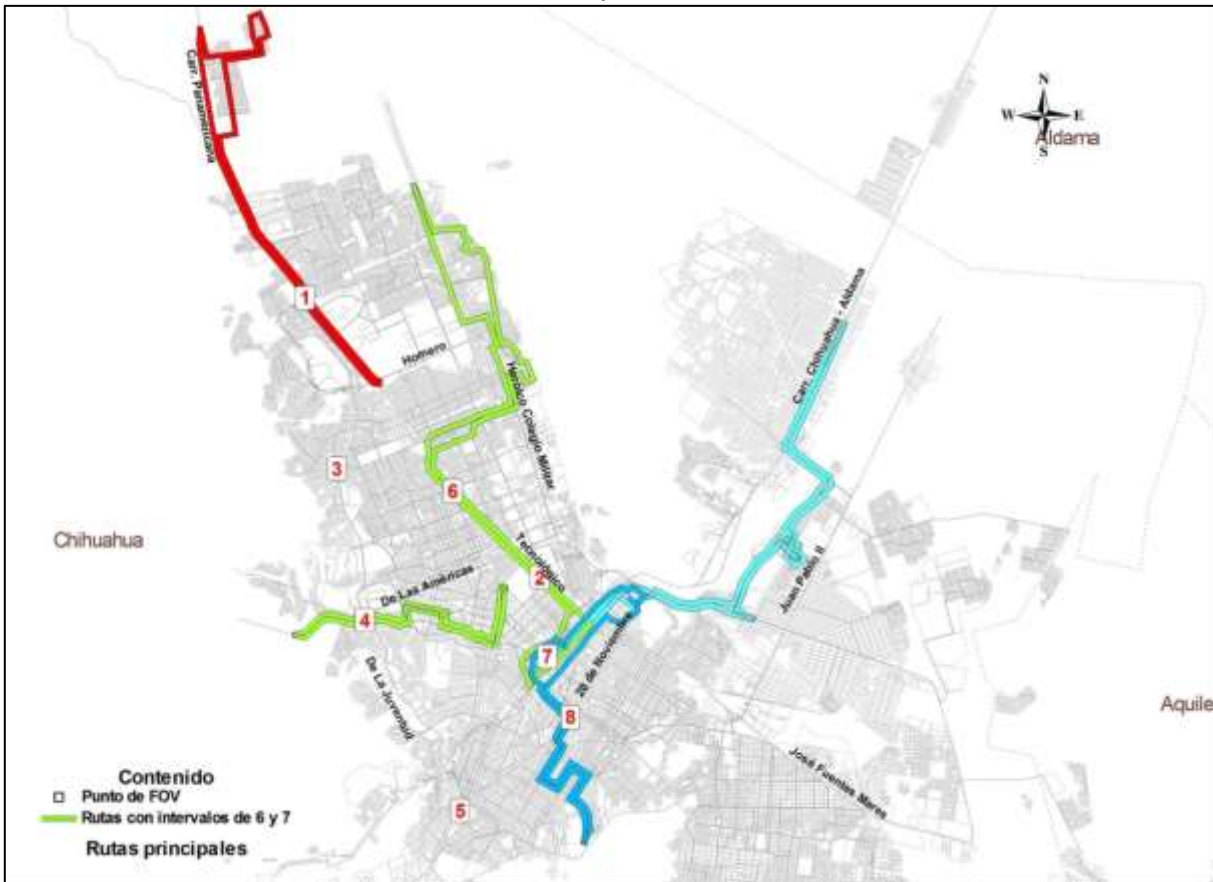 N
W E
S
Aldama
Carr. Panamericana
1
Homero
Heroico Colegio Militar
Carr. Chihuahua - Aldama
3
6
Chihuahua
Tecnológico
2
Juan Pablo II
De Las Américas
4
7
20 de Noviembre
De La Juventud
8
Aquile
José Fuentes Mares
5
Contenido
Punto de FOV
Rutas con intervalos de 6 y 7
Rutas principales